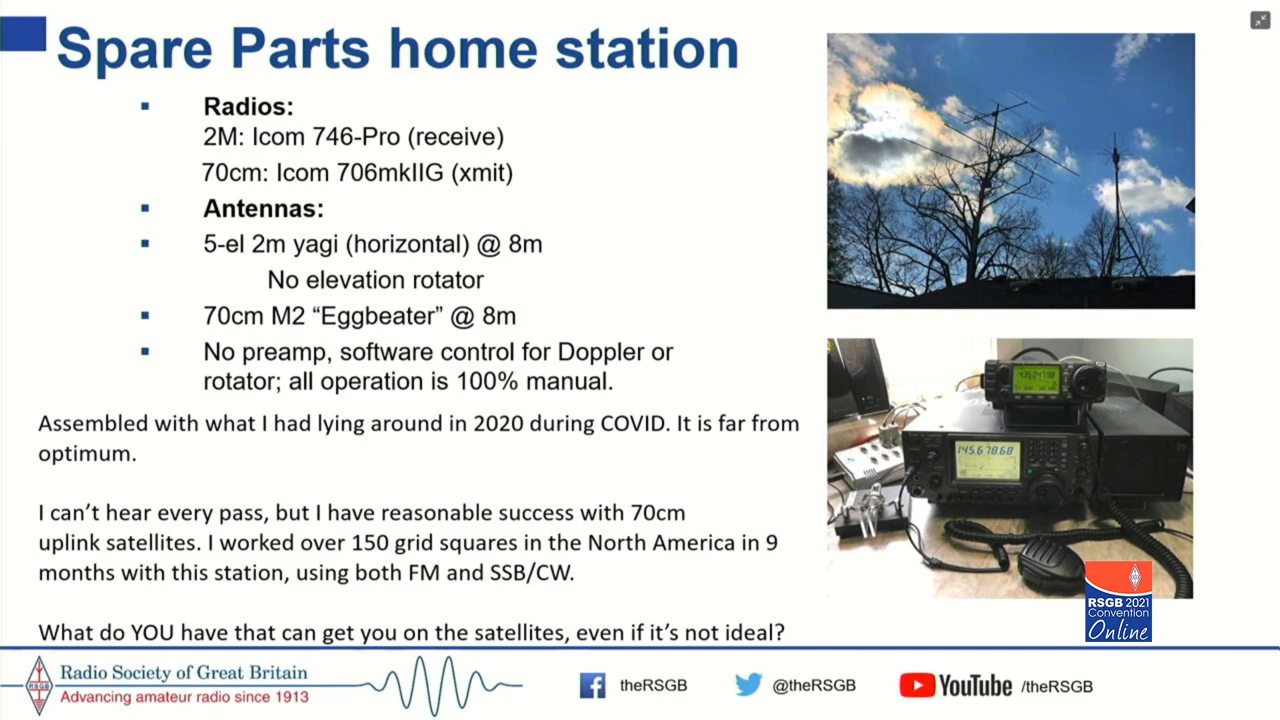 Spare Parts home station
Radios:
2M: Icom 746-Pro (receive)
70cm: Icom 706mkIIG (xmit)
Antennas:
5-el 2m yagi (horizontal) @ 8m
No elevation rotator
70cm M2 “Eggbeater” @ 8m
No preamp, software control for Doppler or
rotator; all operation is 100% manual.
Assembled with what I had lying around in 2020 during COVID. It is far from
optimum.
I can’t hear every pass, but I have reasonable success with 70cm
uplink satellites. I worked over 150 grid squares in the North America in 9
months with this station, using both FM and SSB/CW.
What do YOU have that can get you on the satellites, even if it’s not ideal?
145.678.68
RSGB 2021
Convention
Online
RSGB
Radio Society of Great Britain
Advancing amateur radio since 1913
theRSGB
@theRSGB
YouTube /theRSGB